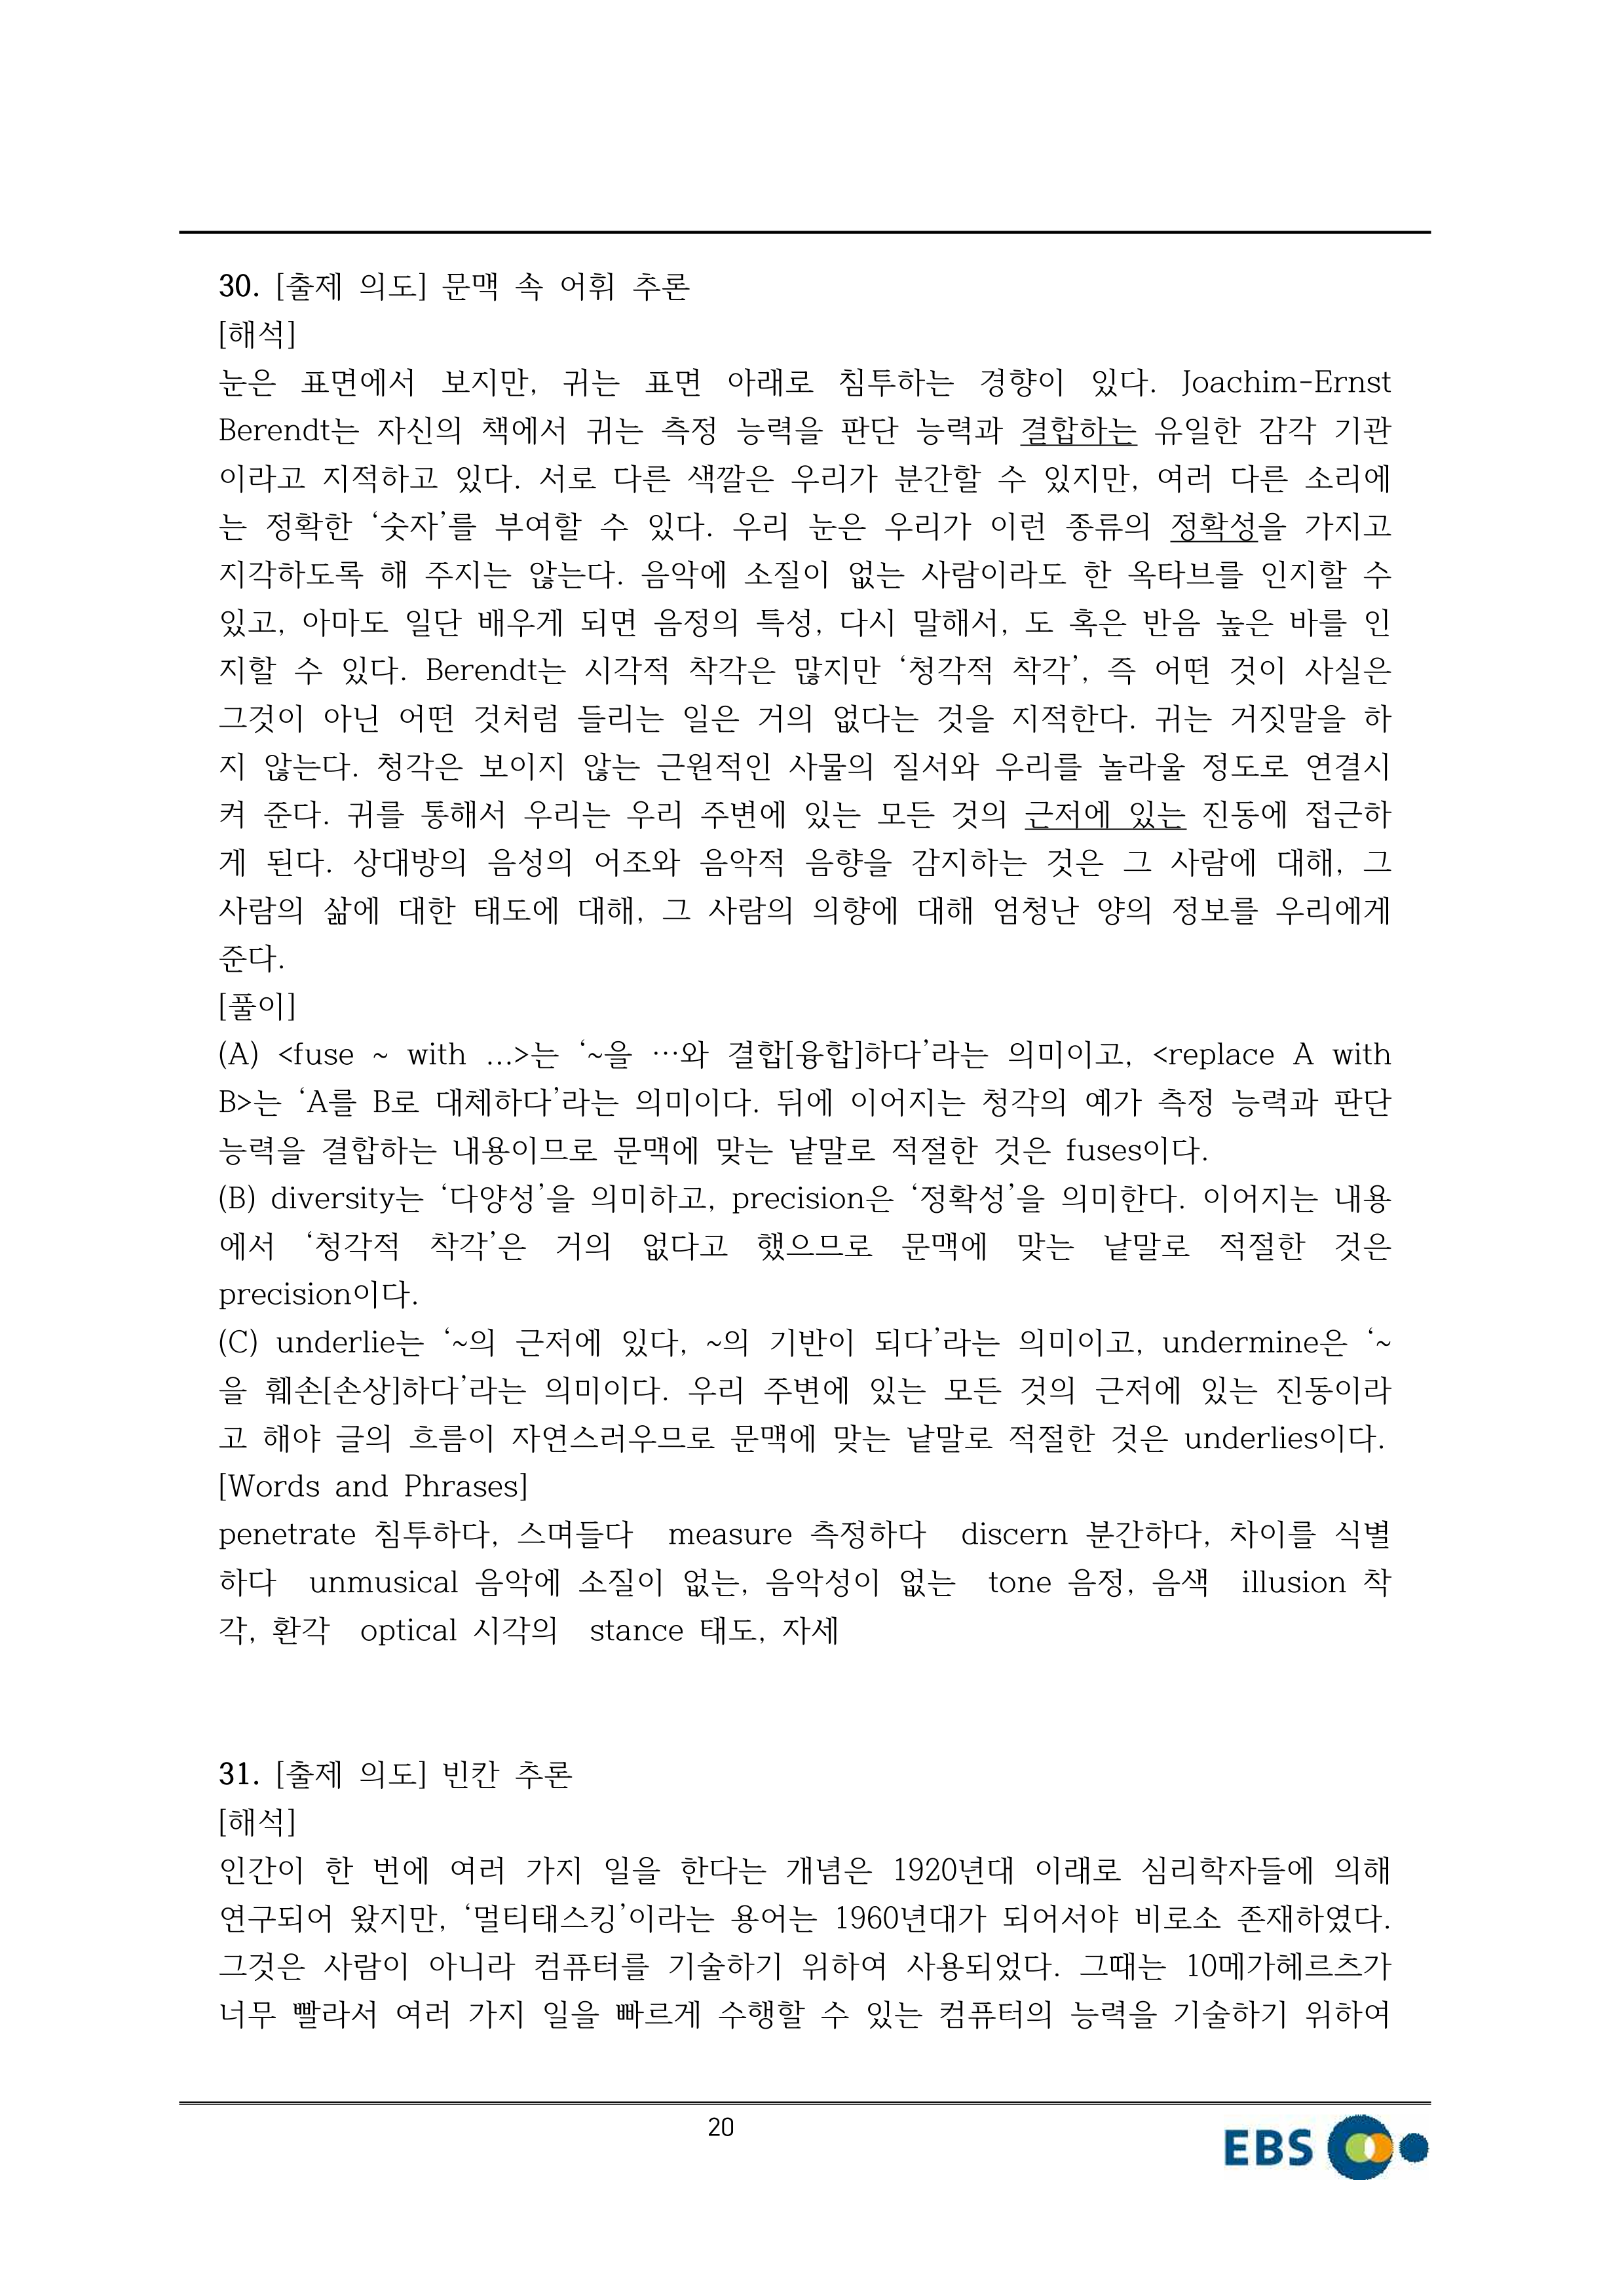 30. [출제 의도] 문맥 속 어휘 추론
[해석]
눈은 표면에서 보지만, 귀는 표면 아래로 침투하는 경향이 있다. Joachim-Ernst
Berendt는 자신의 책에서 귀는 측정 능력을 판단 능력과 결합하는 유일한 감각 기관
이라고 지적하고 있다. 서로 다른 색깔은 우리가 분간할 수 있지만, 여러 다른 소리에
는 정확한 ‘숫자’를 부여할 수 있다. 우리 눈은 우리가 이런 종류의 정확성을 가지고
지각하도록 해 주지는 않는다. 음악에 소질이 없는 사람이라도 한 옥타브를 인지할 수
있고, 아마도 일단 배우게 되면 음정의 특성, 다시 말해서, 도 혹은 반음 높은 바를 인
지할 수 있다. Berendt는 시각적 착각은 많지만 ‘청각적 착각’, 즉 어떤 것이 사실은
그것이 아닌 어떤 것처럼 들리는 일은 거의 없다는 것을 지적한다. 귀는 거짓말을 하
지 않는다. 청각은 보이지 않는 근원적인 사물의 질서와 우리를 놀라울 정도로 연결시
켜 준다. 귀를 통해서 우리는 우리 주변에 있는 모든 것의 근저에 있는 진동에 접근하
게 된다. 상대방의 음성의 어조와 음악적 음향을 감지하는 것은 그 사람에 대해, 그
사람의 삶에 대한 태도에 대해, 그 사람의 의향에 대해 엄청난 양의 정보를 우리에게
준다.
[풀이]
(A) <fuse ~ with …>는 ‘~을 …와 결합[융합]하다’라는 의미이고, <replace A with
B>는 ‘A를 B로 대체하다’라는 의미이다. 뒤에 이어지는 청각의 예가 측정 능력과 판단
능력을 결합하는 내용이므로 문맥에 맞는 낱말로 적절한 것은 fuses이다.
(B) diversity는 ‘다양성’을 의미하고, precision은 ‘정확성’을 의미한다. 이어지는 내용
에서 ‘청각적 착각’은 거의 없다고 했으므로 문맥에 맞는 낱말로 적절한 것은
precision이다.
(C) underlie는 ‘~의 근저에 있다, ~의 기반이 되다’라는 의미이고, undermine은 ‘~
을 훼손[손상]하다’라는 의미이다. 우리 주변에 있는 모든 것의 근저에 있는 진동이라
고 해야 글의 흐름이 자연스러우므로 문맥에 맞는 낱말로 적절한 것은 underlies이다.
[Words and Phrases]
penetrate 침투하다, 스며들다 measure 측정하다 discern 분간하다, 차이를 식별
하다 unmusical 음악에 소질이 없는, 음악성이 없는 tone 음정, 음색 illusion 착
각, 환각 optical 시각의 stance 태도, 자세
31. [출제 의도] 빈칸 추론
[해석]
인간이 한 번에 여러 가지 일을 한다는 개념은 1920년대 이래로 심리학자들에 의해
연구되어 왔지만, ‘멀티태스킹’이라는 용어는 1960년대가 되어서야 비로소 존재하였다.
그것은 사람이 아니라 컴퓨터를 기술하기 위하여 사용되었다. 그때는 10메가헤르츠가
너무 빨라서 여러 가지 일을 빠르게 수행할 수 있는 컴퓨터의 능력을 기술하기 위하여
20
EBS